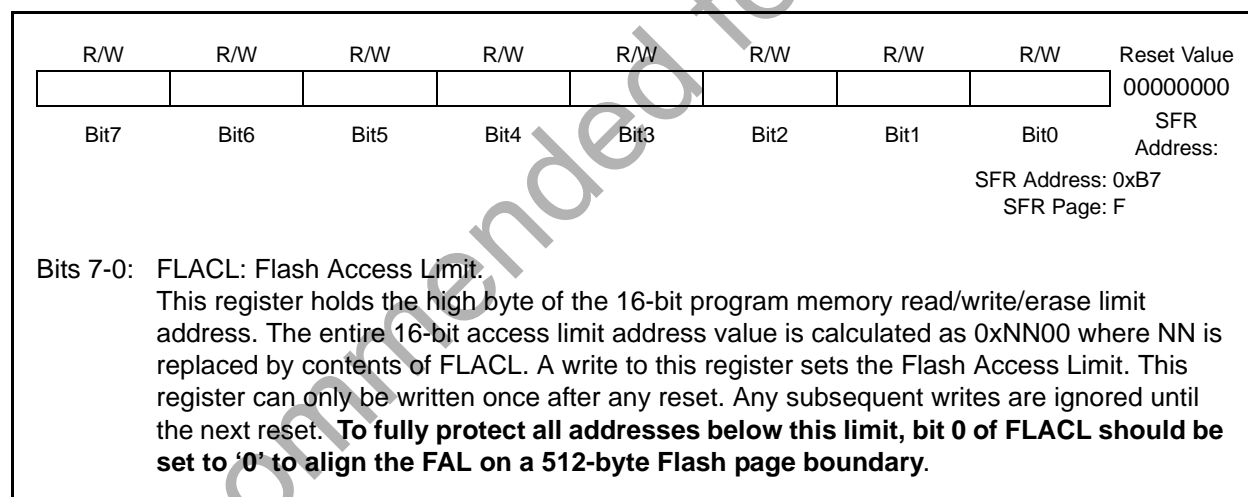 ommended fo
R/W R/W R/W R/W R/W R/W R/W R/W Reset Value
00000000
Bit7 Bit6 Bit5 Bit4 Bit3 Bit2 Bit1 Bit0 SFR
Address:
SFR Address: 0xB7
SFR Page: F
Bits 7-0: FLACL: Flash Access Limit.
This register holds the high byte of the 16-bit program memory read/write/erase limit
address. The entire 16-bit access limit address value is calculated as 0xNN00 where NN is
replaced by contents of FLACL. A write to this register sets the Flash Access Limit. This
register can only be written once after any reset. Any subsequent writes are ignored until
the next reset. To fully protect all addresses below this limit, bit 0 of FLACL should be
set to ‘0’ to align the FAL on a 512-byte Flash page boundary.